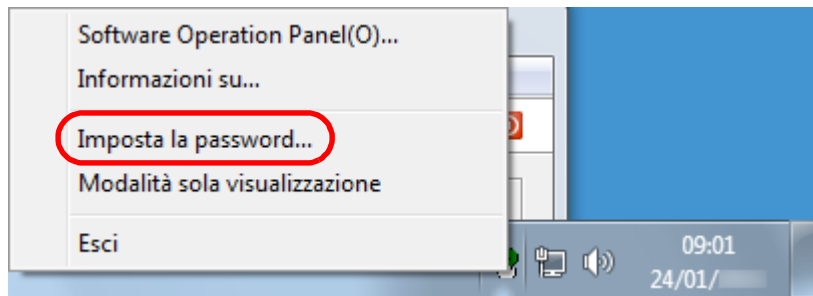 Software Operation Panel(O)...
Informazioni su...
Imposta la password...
Modalità sola visualizzazione
Esci
09:01
24/01/